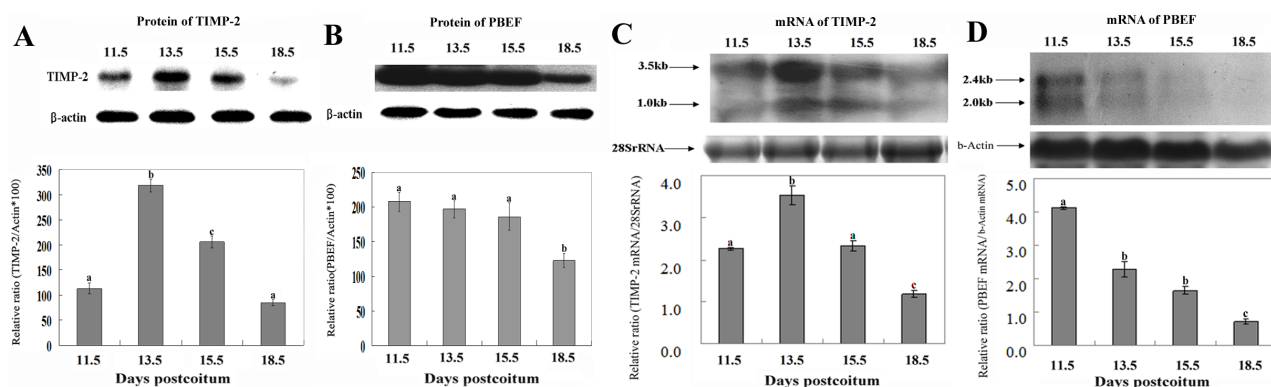 Protein of TIMP-2
A
11.5 13.5 15.5 18.5
TIMP-2
β-actin
Relative ratio (TIMP-2/Actin*100)
350
300
250
200
150
100
50
0
a
b
c
a
11.5 13.5 15.5 18.5
Days postcoitum
Protein of PBEF
B
11.5 13.5 15.5 18.5
β-actin
Relative ratio(PBEF/Actin*100)
250
200
150
100
50
0
a
a
a
b
11.5 13.5 15.5 18.5
Days postcoitum
mRNA of TIMP-2
C
11.5 13.5 15.5 18.5
3.5kb
1.0kb
28SrRNA
Relative ratio (TIMP-2 mRNA/28SrRNA)
4.0
3.0
2.0
1.0
0.0
a
b
a
c
11.5 13.5 15.5 18.5
Days postcoitum
mRNA of PBEF
D
11.5 13.5 15.5 18.5
2.4kb
2.0kb
b-Actin
Relative ratio (PBEF mRNA/ b-Actin mRNA)
5.0
4.0
3.0
2.0
1.0
0.0
a
b
b
c
11.5 13.5 15.5 18.5
Days postcoitum